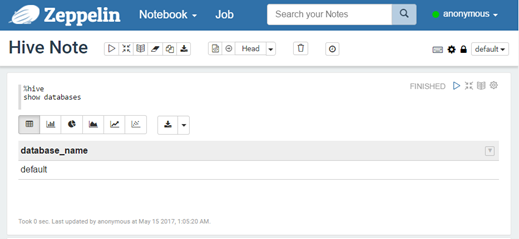 Zeppelin Notebook Job Search your Notes anonymous
Hive Note Head default
%hive FINISHED
show databases
database_name
default
Took 0 sec. Last updated by anonymous at May 15 2017, 1:05:20 AM.